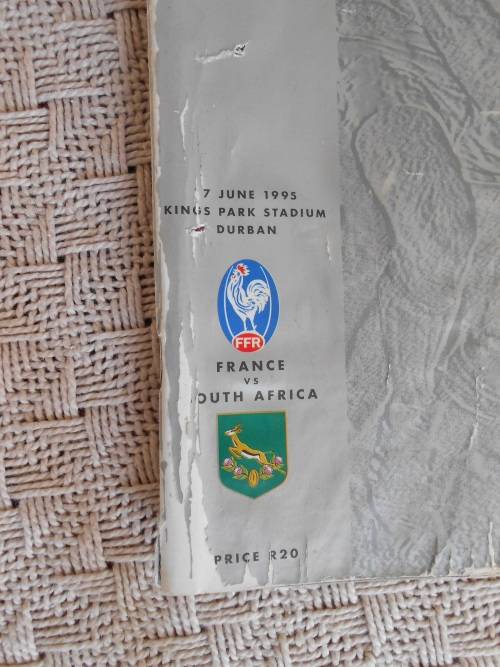 7 JUNE 1995
KINGS PARK STADIUM
DURBAN
FFR
FRANCE
VS
OUTH AFRICA
PRICE R20